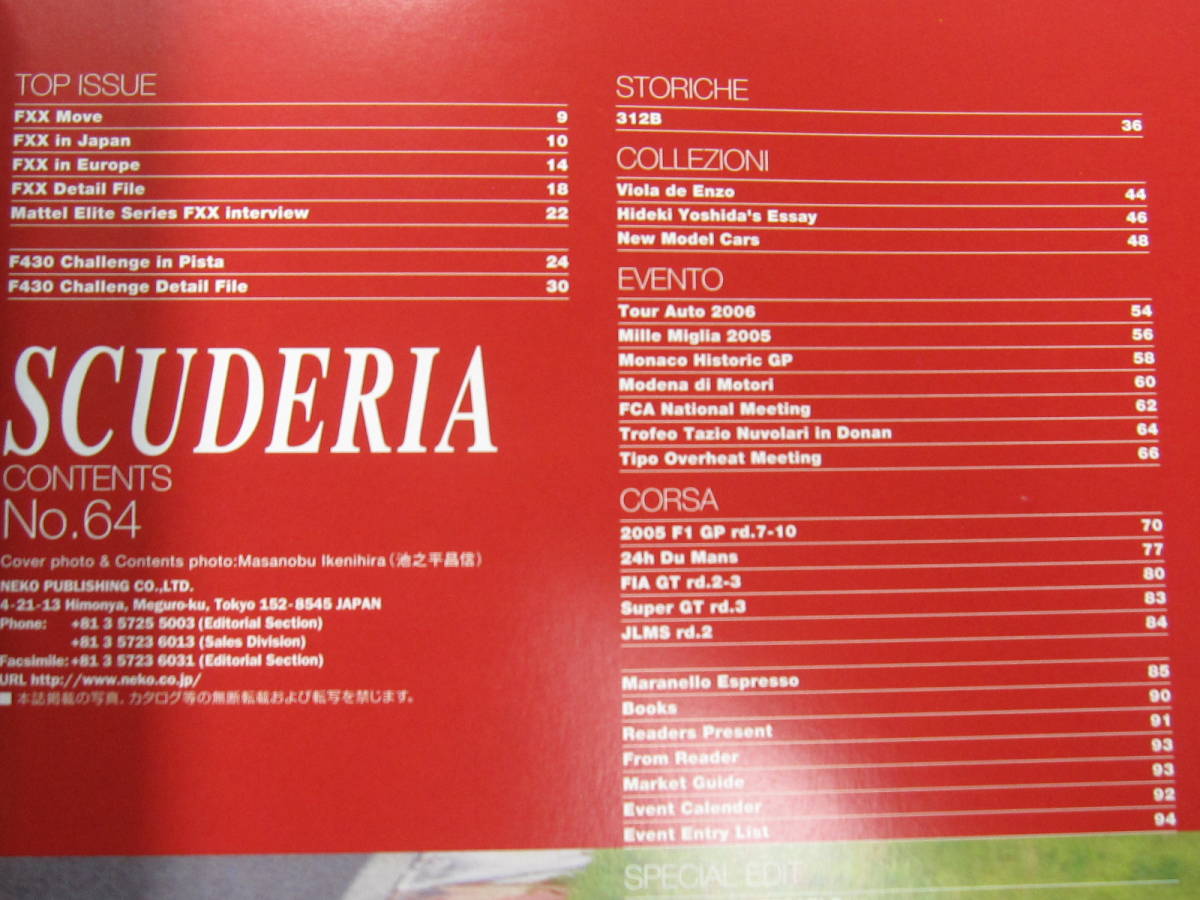 TOP ISSUE
FXX Move 9
FXX in Japan 10
FXX in Europe 14
FXX Detail File 18
Mattel Elite Series FXX interview 22
F430 Challenge in Pista 24
F430 Challenge Detail File 30
SCUDERIA
CONTENTS
No.64
Cover photo & Contents photo:Masanobu Ikenihira(池之平昌信)
NEKO PUBLISHING CO.,LTD.
4-21-13 Himonya, Meguro-ku, Tokyo 152-8545 JAPAN
Phone: +81 3 5725 5003 (Editorial Section)
+81 3 5723 6013 (Sales Division)
Facsimile: +81 3 5723 6031 (Editorial Section)
URL http://www.neko.co.jp/
■ 本誌掲載の写真,カタログ等の無断転載および転写を禁じます。
STORICHE
312B 36
COLLEZIONI
Viola de Enzo 44
Hideki Yoshida's Essay 46
New Model Cars 48
EVENTO
Tour Auto 2006 54
Mille Miglia 2005 56
Monaco Historic GP 58
Modena di Motori 60
FCA National Meeting 62
Trofeo Tazio Nuvolari in Donan 64
Tipo Overheat Meeting 66
CORSA
2005 F1 GP rd.7-10 70
24h Du Mans 77
FIA GT rd.2-3 80
Super GT rd.3 83
JLMS rd.2 84
Maranello Espresso 85
Books 90
Readers Present 91
From Reader 93
Market Guide 93
Event Calender 92
Event Entry List 94
SPECIAL EDIT